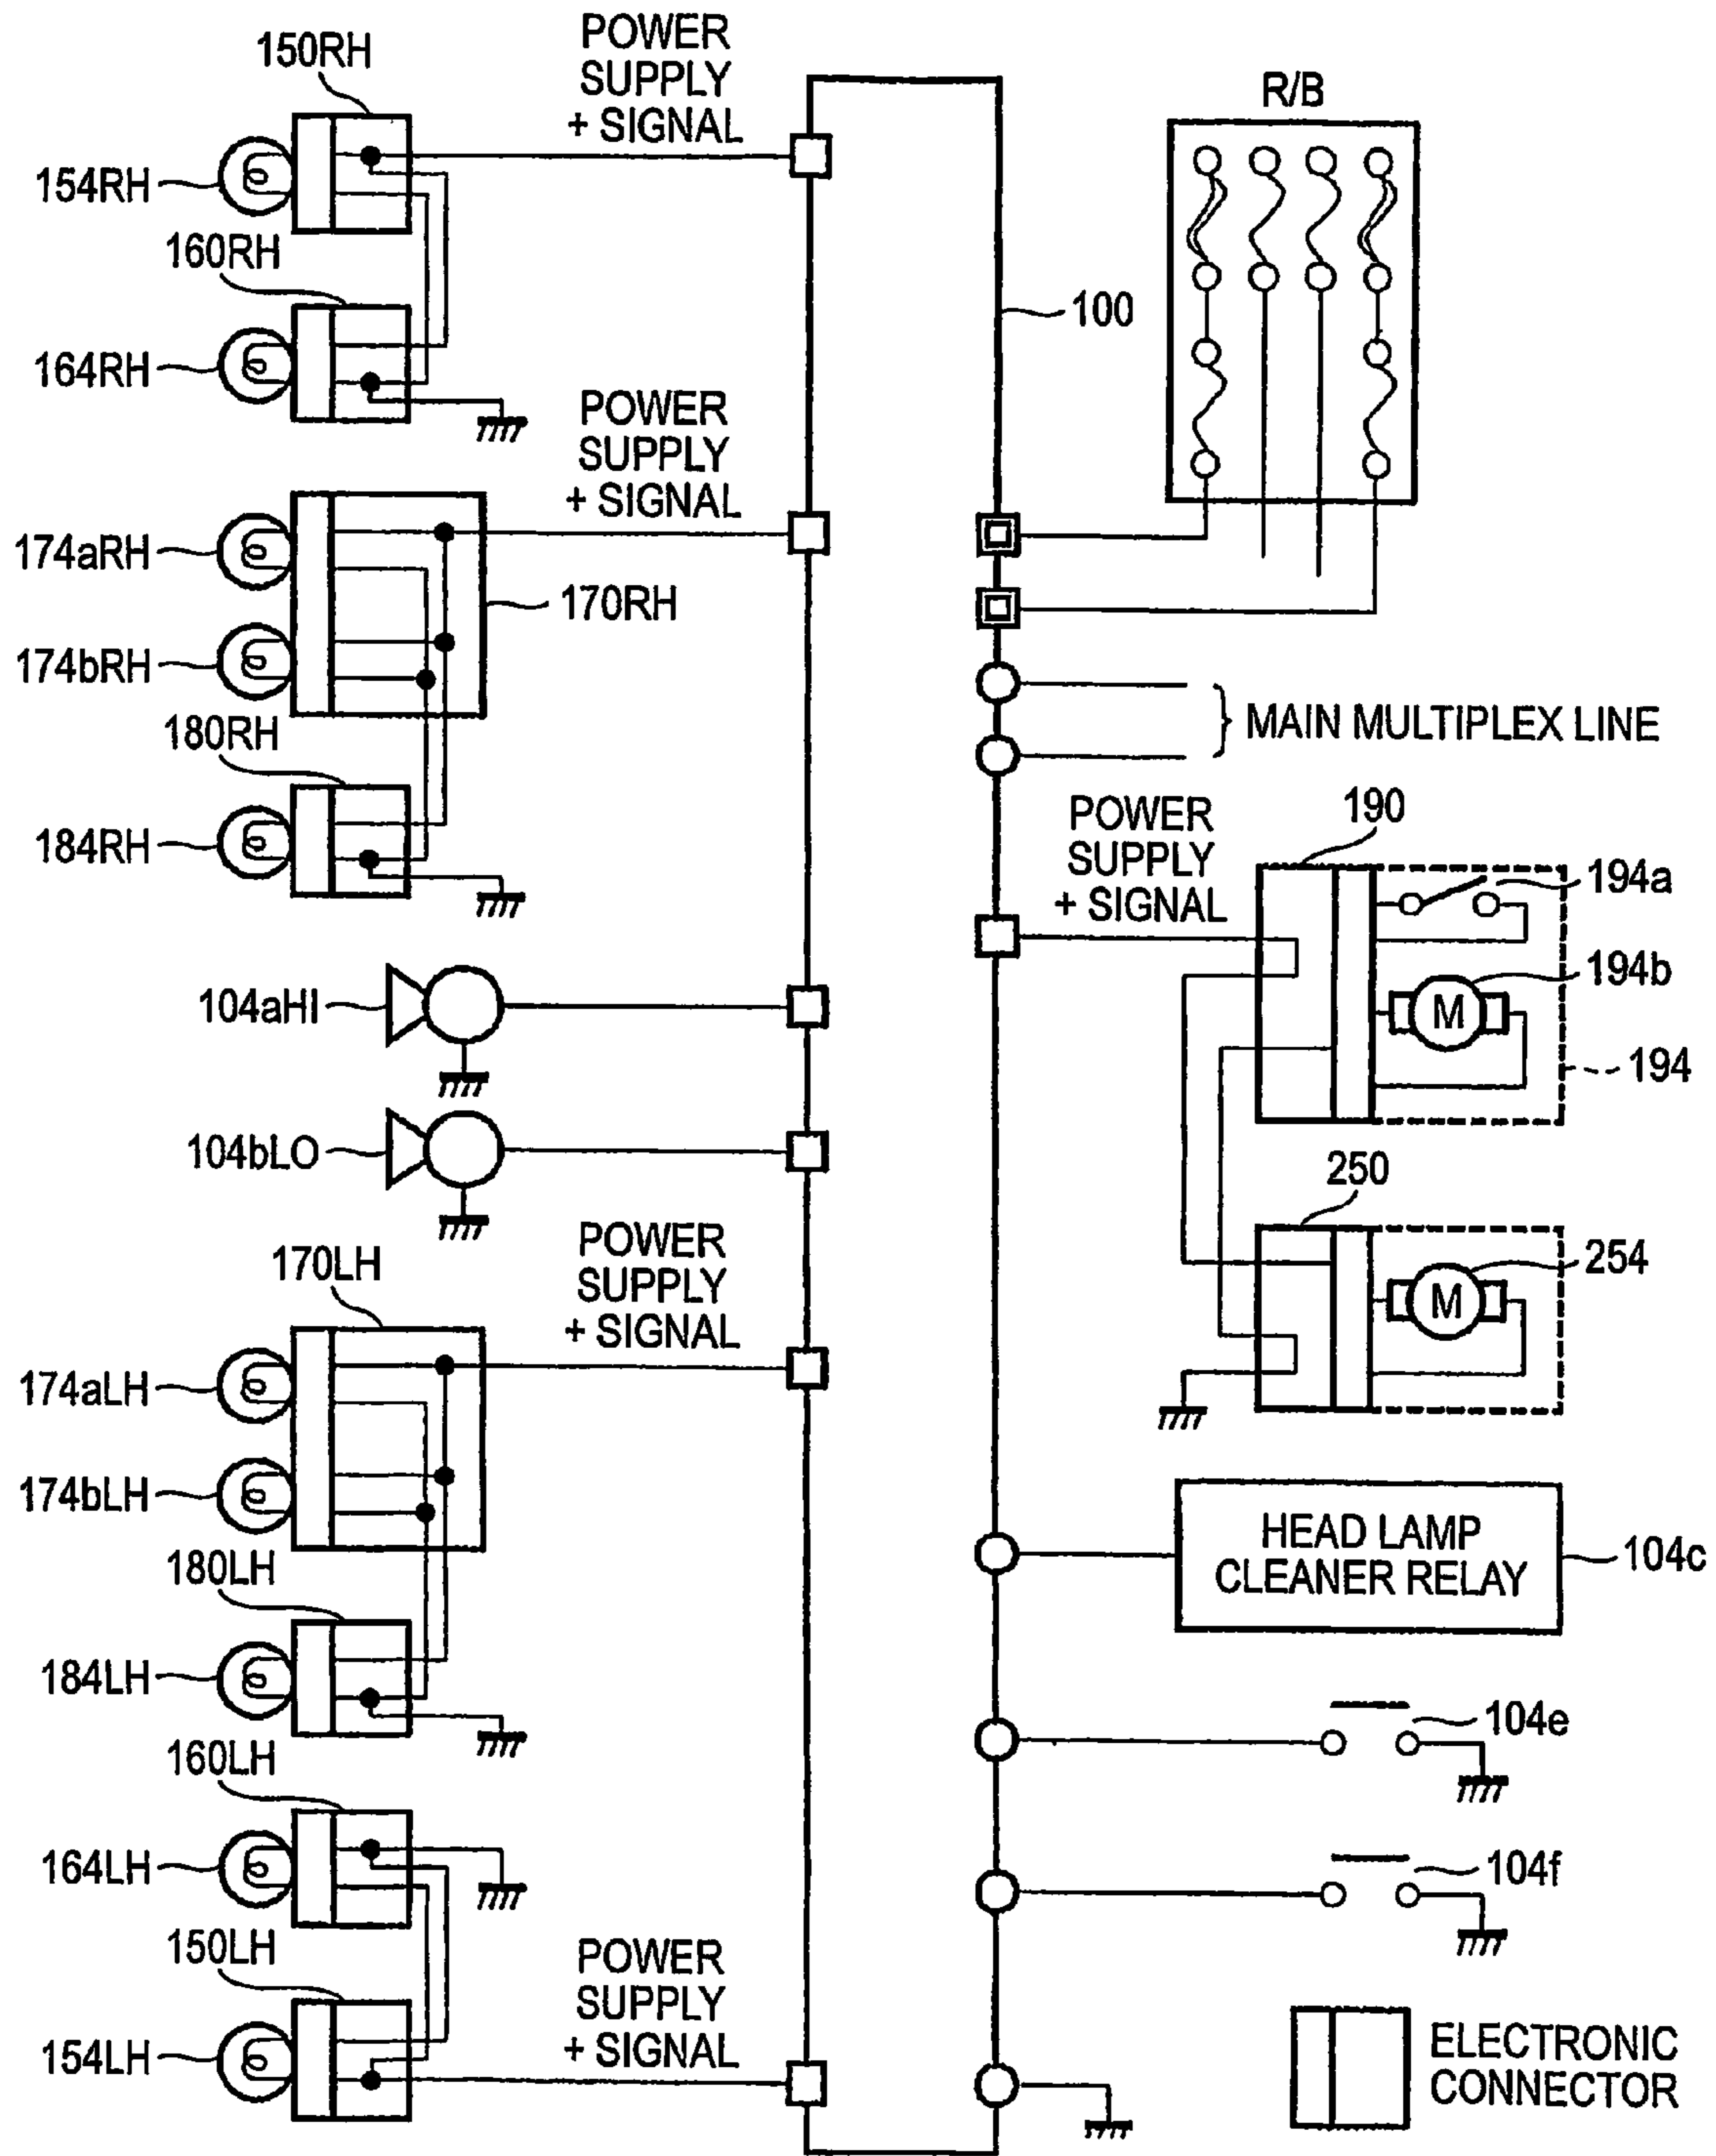 150RH
POWER
SUPPLY
+ SIGNAL
R/B
154RH
160RH
100
164RH
POWER
SUPPLY
+ SIGNAL
174aRH
170RH
174bRH
MAIN MULTIPLEX LINE
180RH
POWER
SUPPLY
+ SIGNAL
190
184RH
194a
104aHI
194b
M
194
104bLO
250
POWER
SUPPLY
+ SIGNAL
170LH
254
M
174aLH
174bLH
HEAD LAMP
CLEANER RELAY
104c
180LH
184LH
104e
160LH
164LH
104f
150LH
POWER
SUPPLY
+ SIGNAL
154LH
ELECTRONIC
CONNECTOR